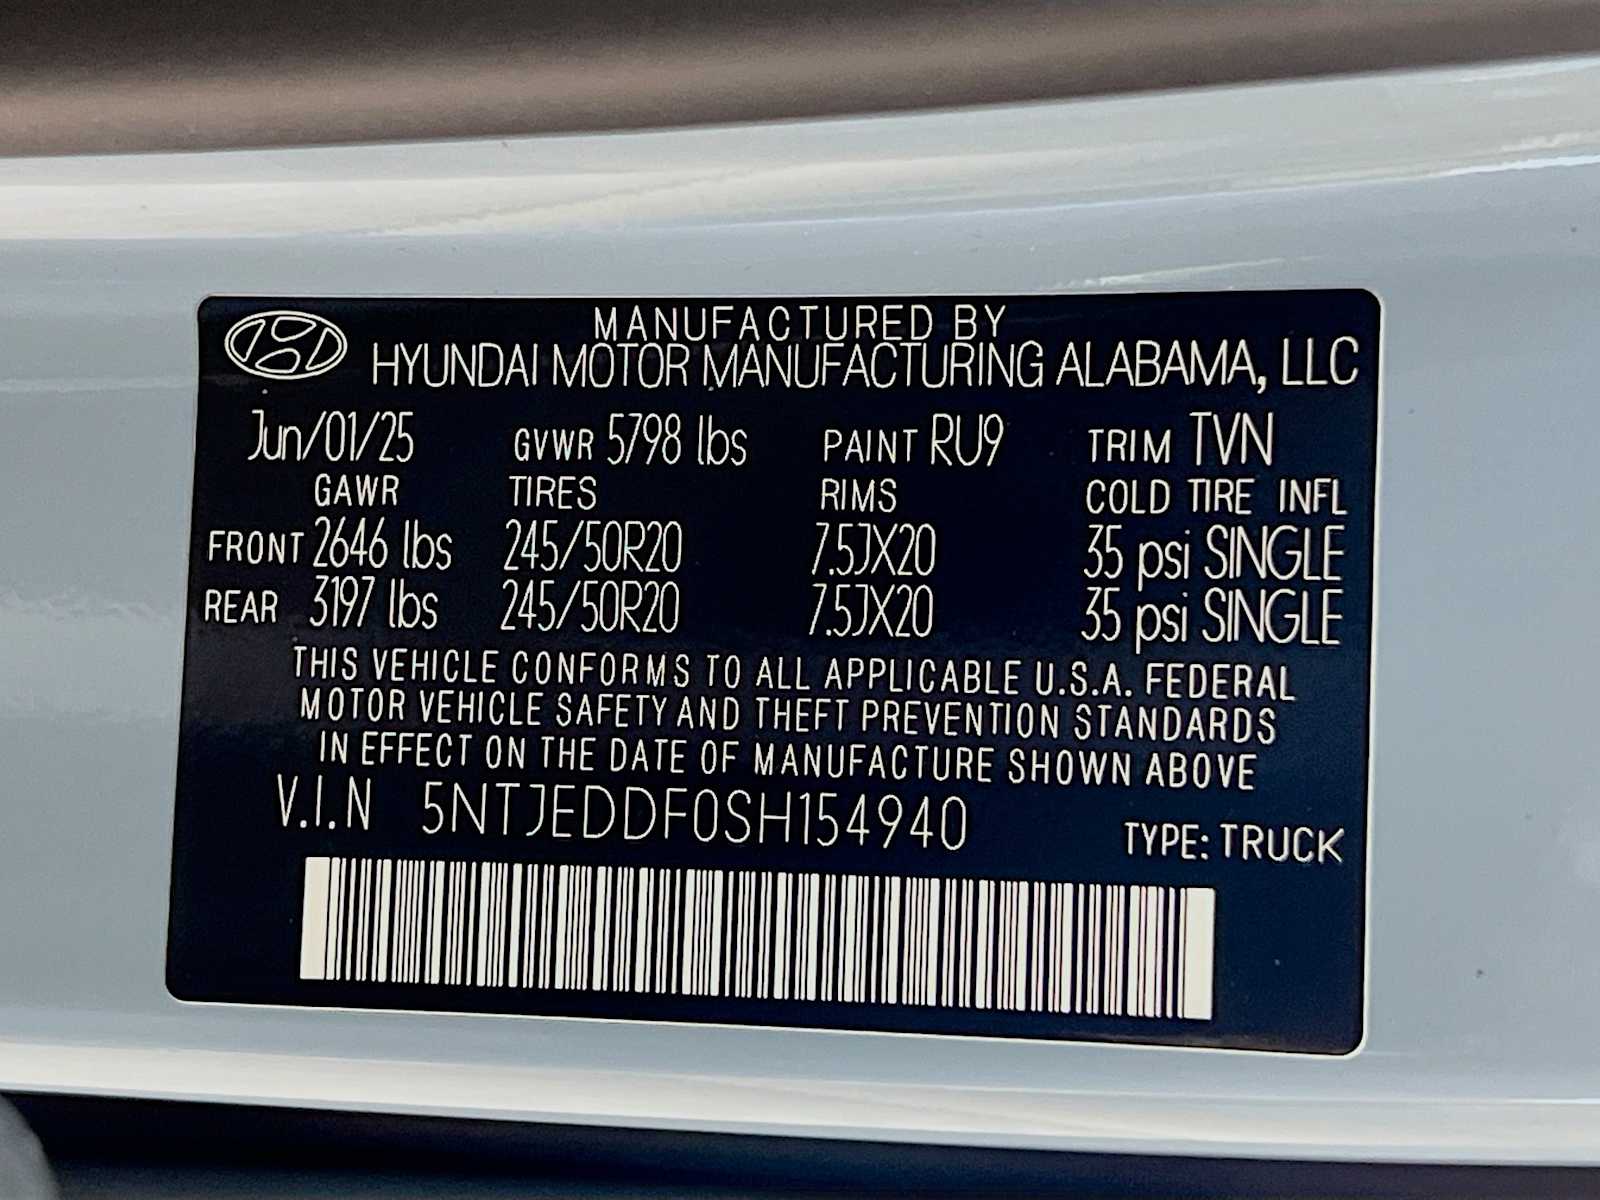 MANUFACTURED BY
HYUNDAI MOTOR MANUFACTURING ALABAMA, LLC
Jun/01/25 GVWR 5798 lbs PAINT RU9 TRIM TVN
GAWR TIRES RIMS COLD TIRE INFL
FRONT 2646 lbs 245/50R20 7.5JX20 35 psi SINGLE
REAR 3197 lbs 245/50R20 7.5JX20 35 psi SINGLE
THIS VEHICLE CONFORMS TO ALL APPLICABLE U.S.A. FEDERAL
MOTOR VEHICLE SAFETY AND THEFT PREVENTION STANDARDS
IN EFFECT ON THE DATE OF MANUFACTURE SHOWN ABOVE
V.I.N 5NTJEDDF0SH154940 TYPE: TRUCK